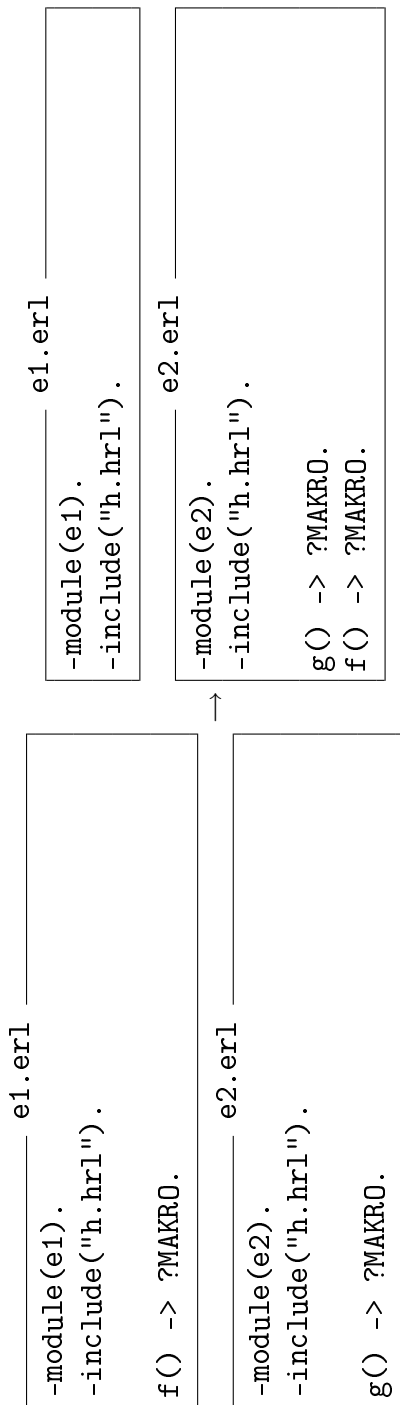 e1.erl
-module(e1).
-include("h.hrl").
f() -> ?MAKRO.
e2.erl
-module(e2).
-include("h.hrl").
g() -> ?MAKRO.
→
e1.erl
-module(e1).
-include("h.hrl").
e2.erl
-module(e2).
-include("h.hrl").
g() -> ?MAKRO.
f() -> ?MAKRO.